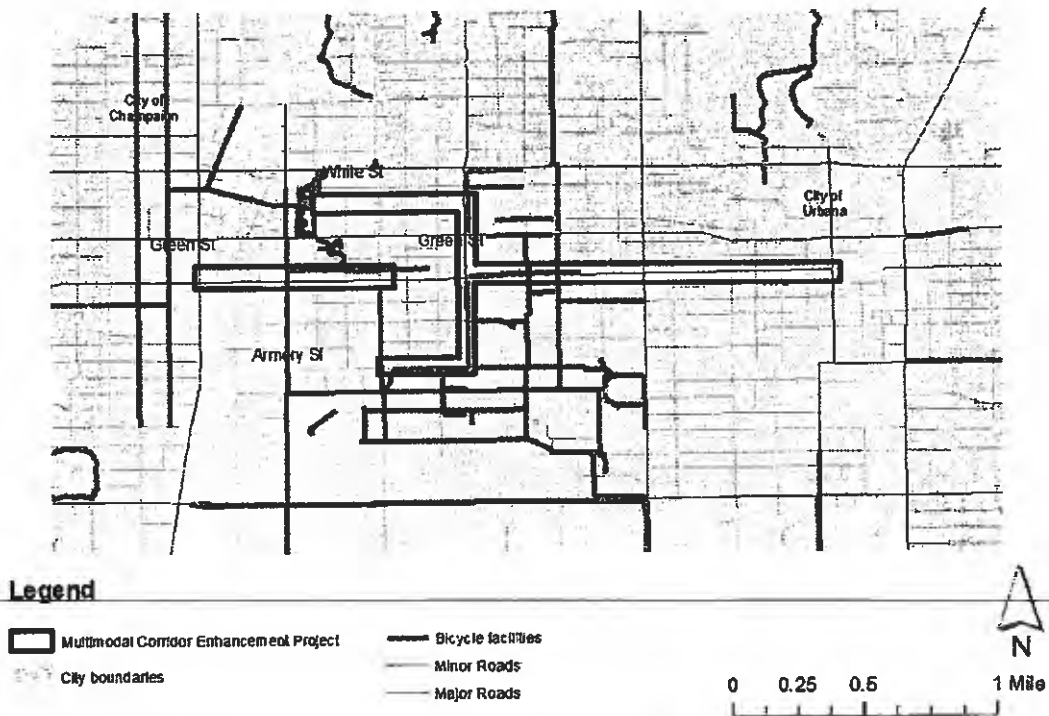 City of
Champaign
White St
City of
Urbana
Green St
Green St
Armory St
Legend
Multimodal Corridor Enhancement Project
City boundaries
Bicycle facilities
Minor Roads
Major Roads
N
0 0.25 0.5 1 Mile